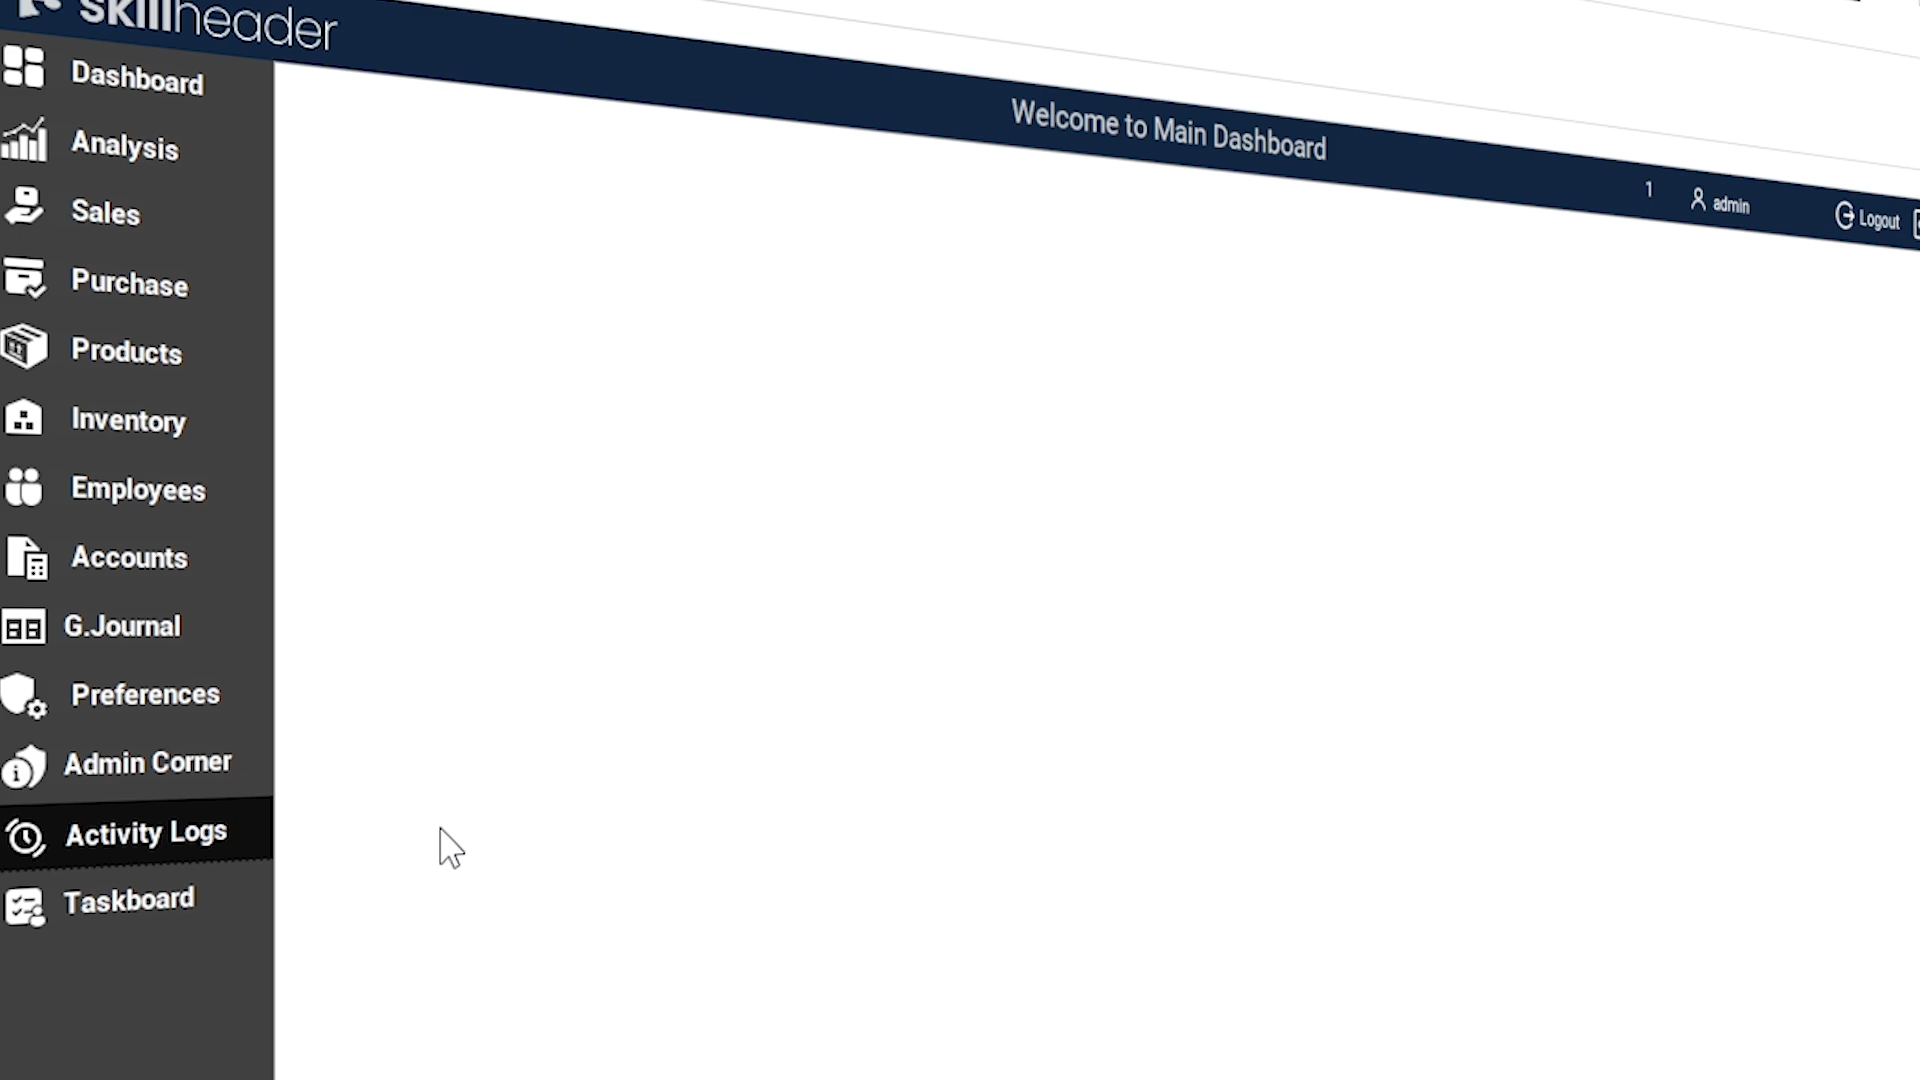 skillheader
Welcome to Main Dashboard
1
admin
Logout
Dashboard
Analysis
Sales
Purchase
Products
Inventory
Employees
Accounts
G.Journal
Preferences
Admin Corner
Activity Logs
Taskboard